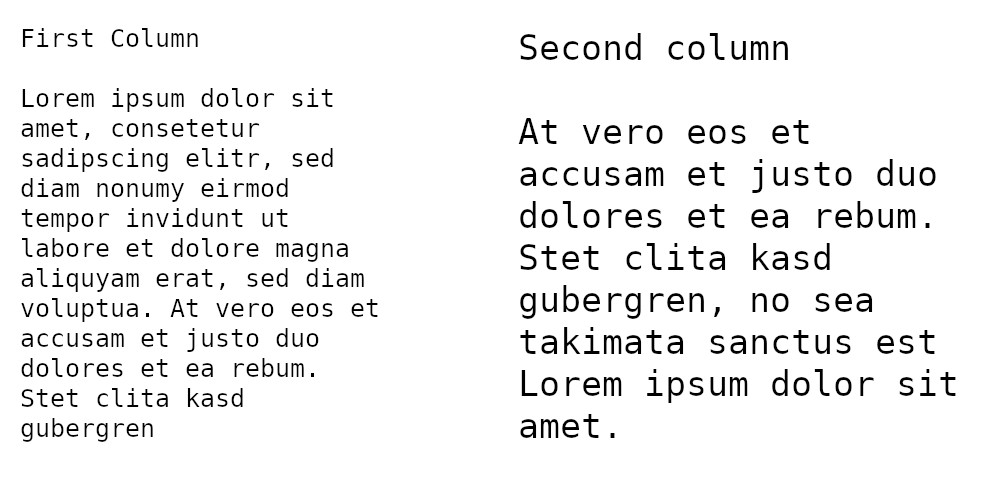 First Column

Lorem ipsum dolor sit
amet, consetetur
sadipscing elitr, sed
diam nonumy eirmod
tempor invidunt ut
labore et dolore magna
aliquyam erat, sed diam
voluptua. At vero eos et
accusam et justo duo
dolores et ea rebum.
Stet clita kasd
gubergren

Second column

At vero eos et
accusam et justo duo
dolores et ea rebum.
Stet clita kasd
gubergren, no sea
takimata sanctus est
Lorem ipsum dolor sit
amet.